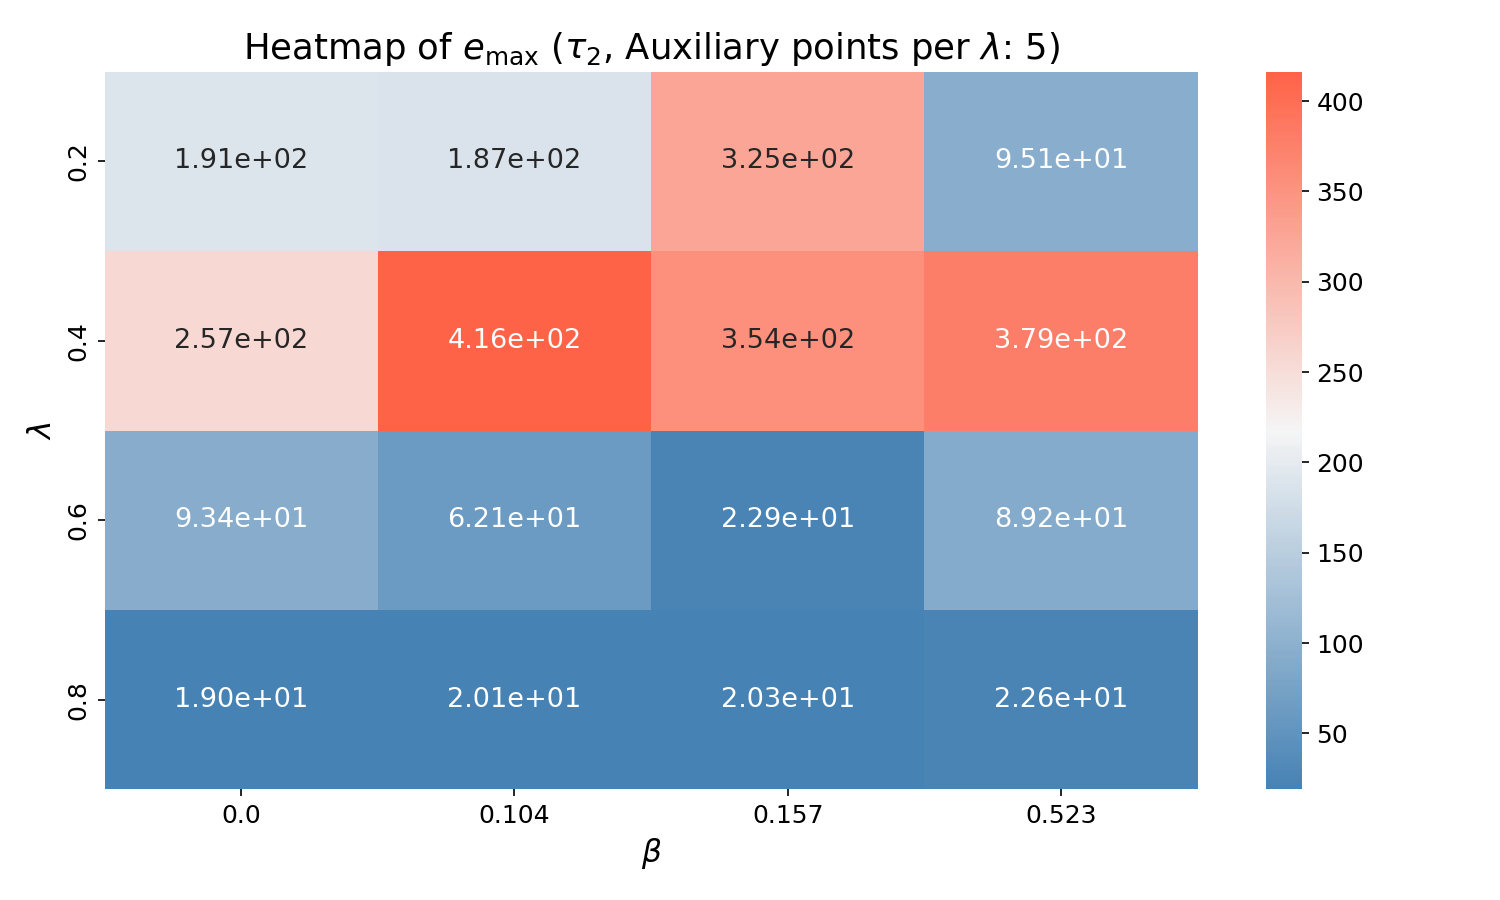 Heatmap of e_max (τ₂, Auxiliary points per λ: 5)
λ
0.2
1.91e+02 1.87e+02 3.25e+02 9.51e+01
0.4
2.57e+02 4.16e+02 3.54e+02 3.79e+02
0.6
9.34e+01 6.21e+01 2.29e+01 8.92e+01
0.8
1.90e+01 2.01e+01 2.03e+01 2.26e+01
0.0 0.104 0.157 0.523
β
400
350
300
250
200
150
100
50